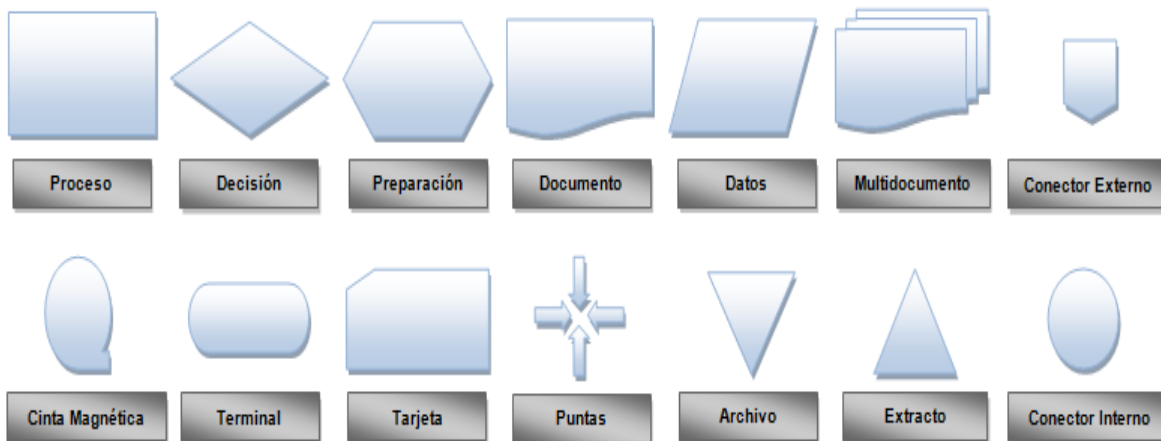 Proceso
Decisión
Preparación
Documento
Datos
Multidocumento
Conector Externo
Cinta Magnética
Terminal
Tarjeta
Puntas
Archivo
Extracto
Conector Interno